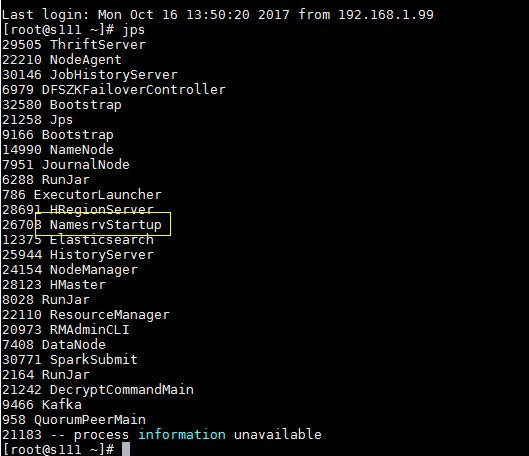 Last login: Mon Oct 16 13:50:20 2017 from 192.168.1.99
[root@s111 ~]# jps
29505 ThriftServer
22210 NodeAgent
30146 JobHistoryServer
6979 DFSZKFailoverController
32580 Bootstrap
21258 Jps
9166 Bootstrap
14990 NameNode
7951 JournalNode
6288 RunJar
786 ExecutorLauncher
28691 HRegionServer
26703 NamesrvStartup
12375 Elasticsearch
25944 HistoryServer
24154 NodeManager
28123 HMaster
8028 RunJar
22110 ResourceManager
20973 RMAdminCLI
7408 DataNode
30771 SparkSubmit
2164 RunJar
21242 DecryptCommandMain
9466 Kafka
958 QuorumPeerMain
21183 -- process information unavailable
[root@s111 ~]#